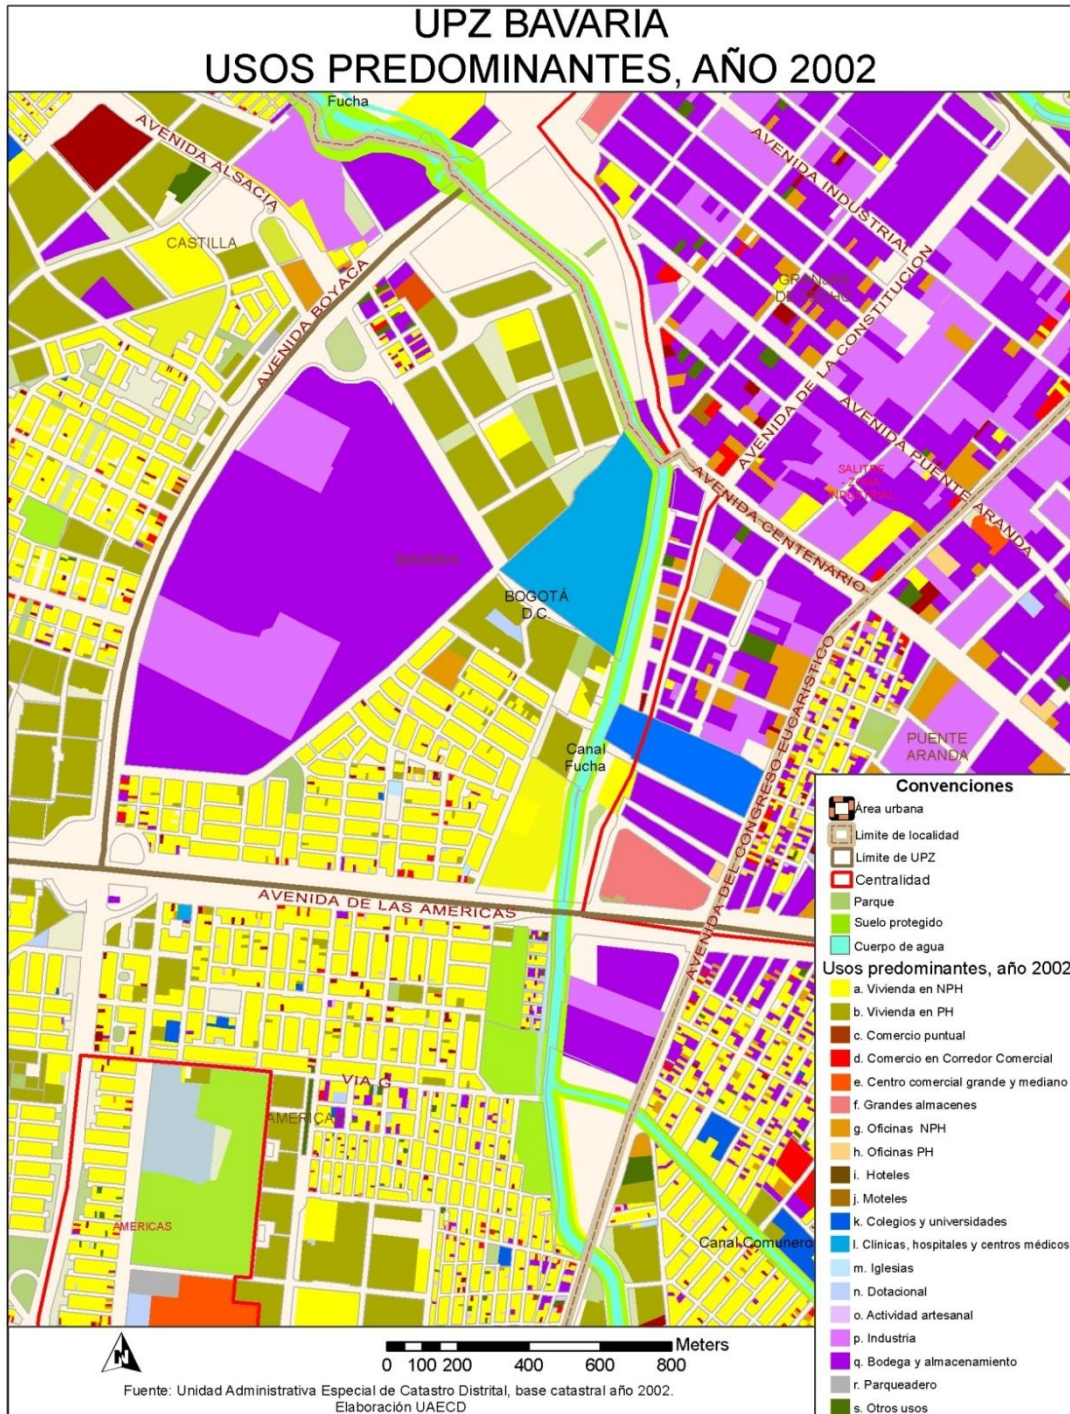 UPZ BAVARIA
USOS PREDOMINANTES, AÑO 2002
Fucha
AVENIDA ALSACIA
CASTILLA
AVENIDA BOYACA
AVENIDA INDUSTRIAL
AVENIDA DE LA CONSTITUCION
AVENIDA PUENTE ARANDA
SALITRE
ZONA
INDUSTRIAL
AVENIDA CENTENARIO
BAVARIA
BOGOTÁ
D.C.
AVENIDA DEL CONGRESO EUCARISTICO
PUENTE
ARANDA
Canal
Fucha
AVENIDA DE LAS AMERICAS
VIA G
AMERICAS
AMERICAS
Canal Comunero
Convenciones
Área urbana
Limite de localidad
Límite de UPZ
Centralidad
Parque
Suelo protegido
Cuerpo de agua
Usos predominantes, año 2002
a. Vivienda en NPH
b. Vivienda en PH
c. Comercio puntual
d. Comercio en Corredor Comercial
e. Centro comercial grande y mediano
f. Grandes almacenes
g. Oficinas NPH
h. Oficinas PH
i. Hoteles
j. Moteles
k. Colegios y universidades
l. Clínicas, hospitales y centros médicos
m. Iglesias
n. Dotacional
o. Actividad artesanal
p. Industria
q. Bodega y almacenamiento
r. Parqueadero
s. Otros usos
N
Meters
0 100 200 400 600 800
Fuente: Unidad Administrativa Especial de Catastro Distrital, base catastral año 2002.
Elaboración UAECD